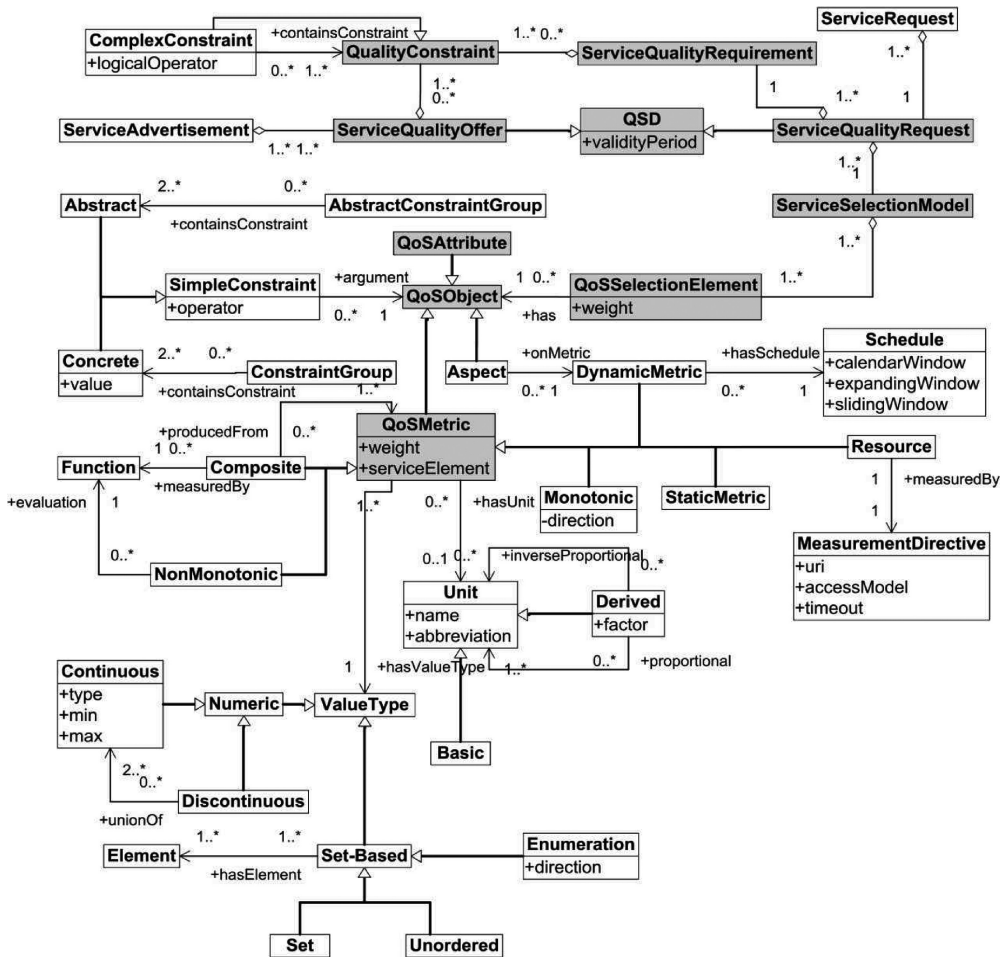 ComplexConstraint
+logicalOperator
+containsConstraint
0..* 1..*
QualityConstraint
1..* 0..*
ServiceQualityRequirement
ServiceRequest
1..*
1..*
0..*
1
1..*
1
ServiceAdvertisement
1..* 1..*
ServiceQualityOffer
QSD
+validityPeriod
ServiceQualityRequest
1..*
1
Abstract
2..*
0..*
+containsConstraint
AbstractConstraintGroup
ServiceSelectionModel
1..*
QoSAttribute
SimpleConstraint
+operator
+argument
0..*
1
QoSObject
1 0..*
+has
QoSSelectionElement
+weight
1..*
Concrete
+value
2..*
0..*
+containsConstraint
ConstraintGroup
Aspect
+onMetric
0..* 1
DynamicMetric
+hasSchedule
0..*
1
Schedule
+calendarWindow
+expandingWindow
+slidingWindow
1..*
+producedFrom
0..*
QoSMetric
+weight
+serviceElement
Resource
Function
1 0..*
+measuredBy
Composite
+evaluation
1
1..*
0..*
+hasUnit
Monotonic
-direction
StaticMetric
1
+measuredBy
1
0..*
NonMonotonic
MeasurementDirective
+uri
+accessModel
+timeout
0..1
0..*
+inverseProportional
0..*
Unit
+name
+abbreviation
Derived
+factor
1
+hasValueType
1..*
0..*
+proportional
Continuous
+type
+min
+max
Numeric
ValueType
Basic
2..*
0..*
+unionOf
Discontinuous
Element
1..*
1..*
+hasElement
Set-Based
Enumeration
+direction
Set
Unordered